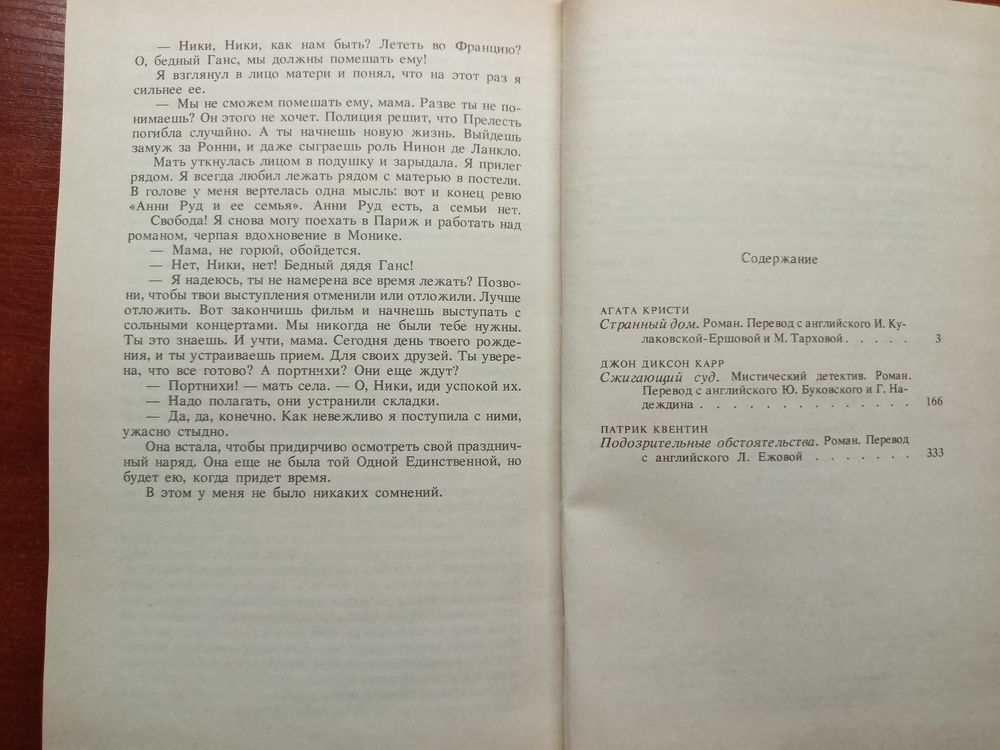 — Ники, Ники, как нам быть? Лететь во Францию?
О, бедный Ганс, мы должны помешать ему!
Я взглянул в лицо матери и понял, что на этот раз я
сильнее ее.
— Мы не сможем помешать ему, мама. Разве ты не по-
нимаешь? Он этого не хочет. Полиция решит, что Прелесть
погибла случайно. А ты начнешь новую жизнь. Выйдешь
замуж за Ронни, и даже сыграешь роль Нинон де Ланкло.
Мать уткнулась лицом в подушку и зарыдала. Я прилег
рядом. Я всегда любил лежать рядом с матерью в постели.
В голове у меня вертелась одна мысль: вот и конец ревю
«Анни Руд и ее семья». Анни Руд есть, а семьи нет.
Свобода! Я снова могу поехать в Париж и работать над
романом, черпая вдохновение в Монике.
— Мама, не горюй, обойдется.
— Нет, Ники, нет! Бедный дядя Ганс!
— Я надеюсь, ты не намерена все время лежать? Позво-
ни, чтобы твои выступления отменили или отложили. Лучше
отложить. Вот закончишь фильм и начнешь выступать с
сольными концертами. Мы никогда не были тебе нужны.
Ты это знаешь. И учти, мама. Сегодня день твоего рожде-
ния, и ты устраиваешь прием. Для своих друзей. Ты увере-
на, что все готово? А портнихи? Они еще ждут?
— Портнихи! — мать села. — О, Ники, иди успокой их.
— Надо полагать, они устранили складки.
— Да, да, конечно. Как невежливо я поступила с ними,
ужасно стыдно.
Она встала, чтобы придирчиво осмотреть свой празднич-
ный наряд. Она еще не была той Одной Единственной, но
будет ею, когда придет время.
В этом у меня не было никаких сомнений.
Содержание
АГАТА КРИСТИ
Странный дом. Роман. Перевод с английского И. Ку-
лаковской-Ершовой и М. Тарховой. . . . . 3
ДЖОН ДИКСОН КАРР
Сжигающий суд. Мистический детектив. Роман.
Перевод с английского Ю. Буковского и Г. На-
деждина . . . . . . . . . . . . . . 166
ПАТРИК КВЕНТИН
Подозрительные обстоятельства. Роман. Перевод
с английского Л. Ежовой . . . . . . . 333